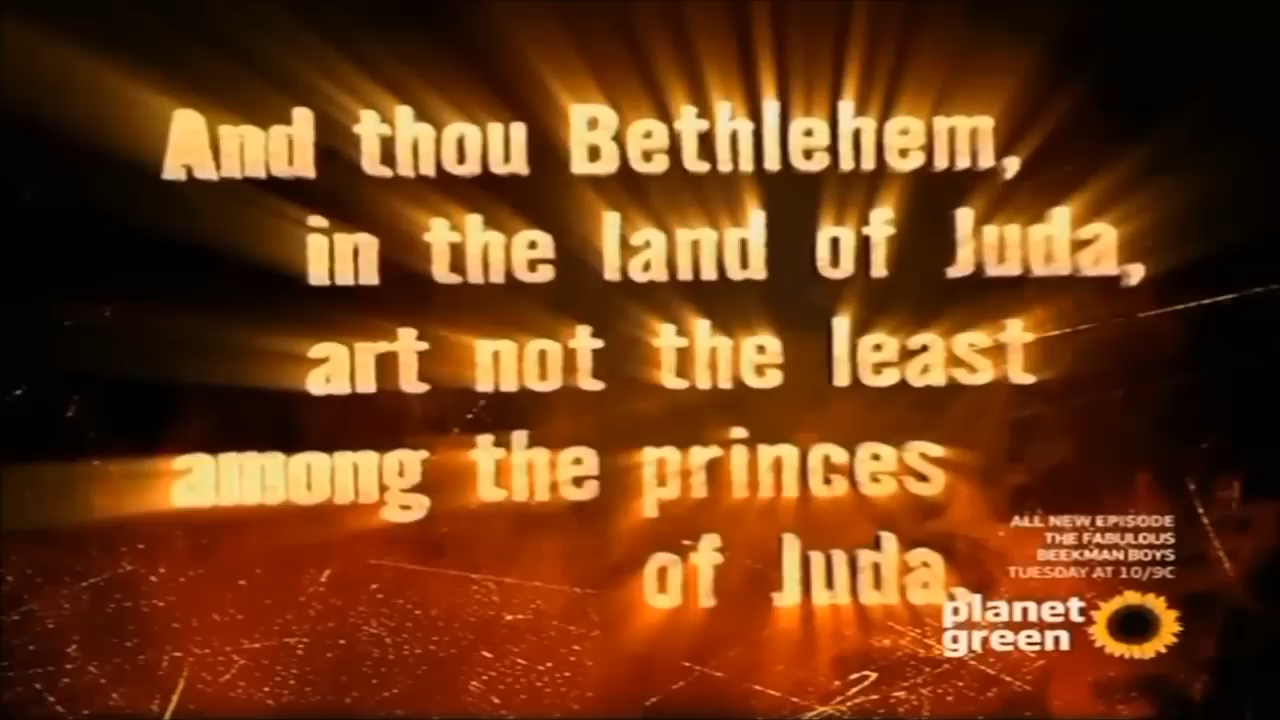 And thou Bethlehem,
in the land of Juda,
art not the least
among the princes
of Juda,
ALL NEW EPISODE
THE FABULOUS
BEEKMAN BOYS
TUESDAY AT 10/9C
planet
green